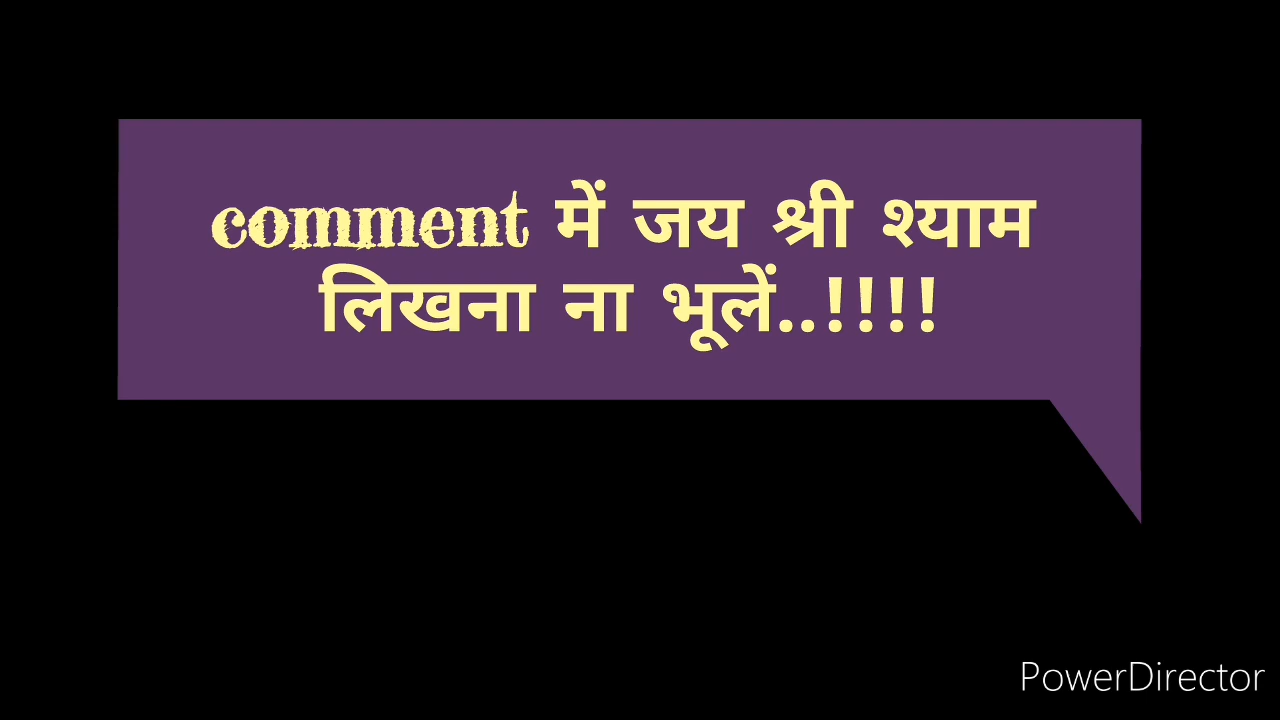 comment में जय श्री श्याम
लिखना ना भूलें..!!!!
PowerDirector